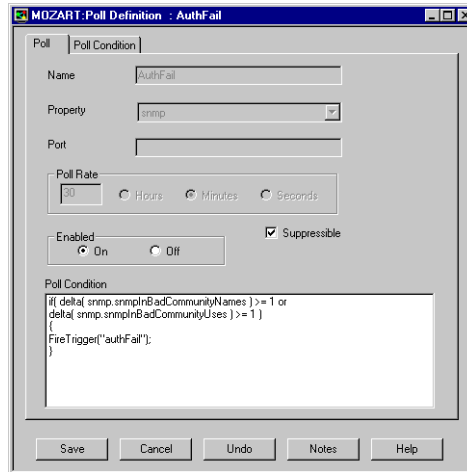 MOZART:Poll Definition : AuthFail
Poll
Poll Condition
Name
AuthFail
Property
snmp
Port
Poll Rate
30
Hours
Minutes
Seconds
Enabled
On
Off
Suppressible
Poll Condition
if( delta( snmp.snmpInBadCommunityNames ) >= 1 or
delta( snmp.snmpInBadCommunityUses ) >= 1 )
{
FireTrigger("authFail");
}
Save
Cancel
Undo
Notes
Help